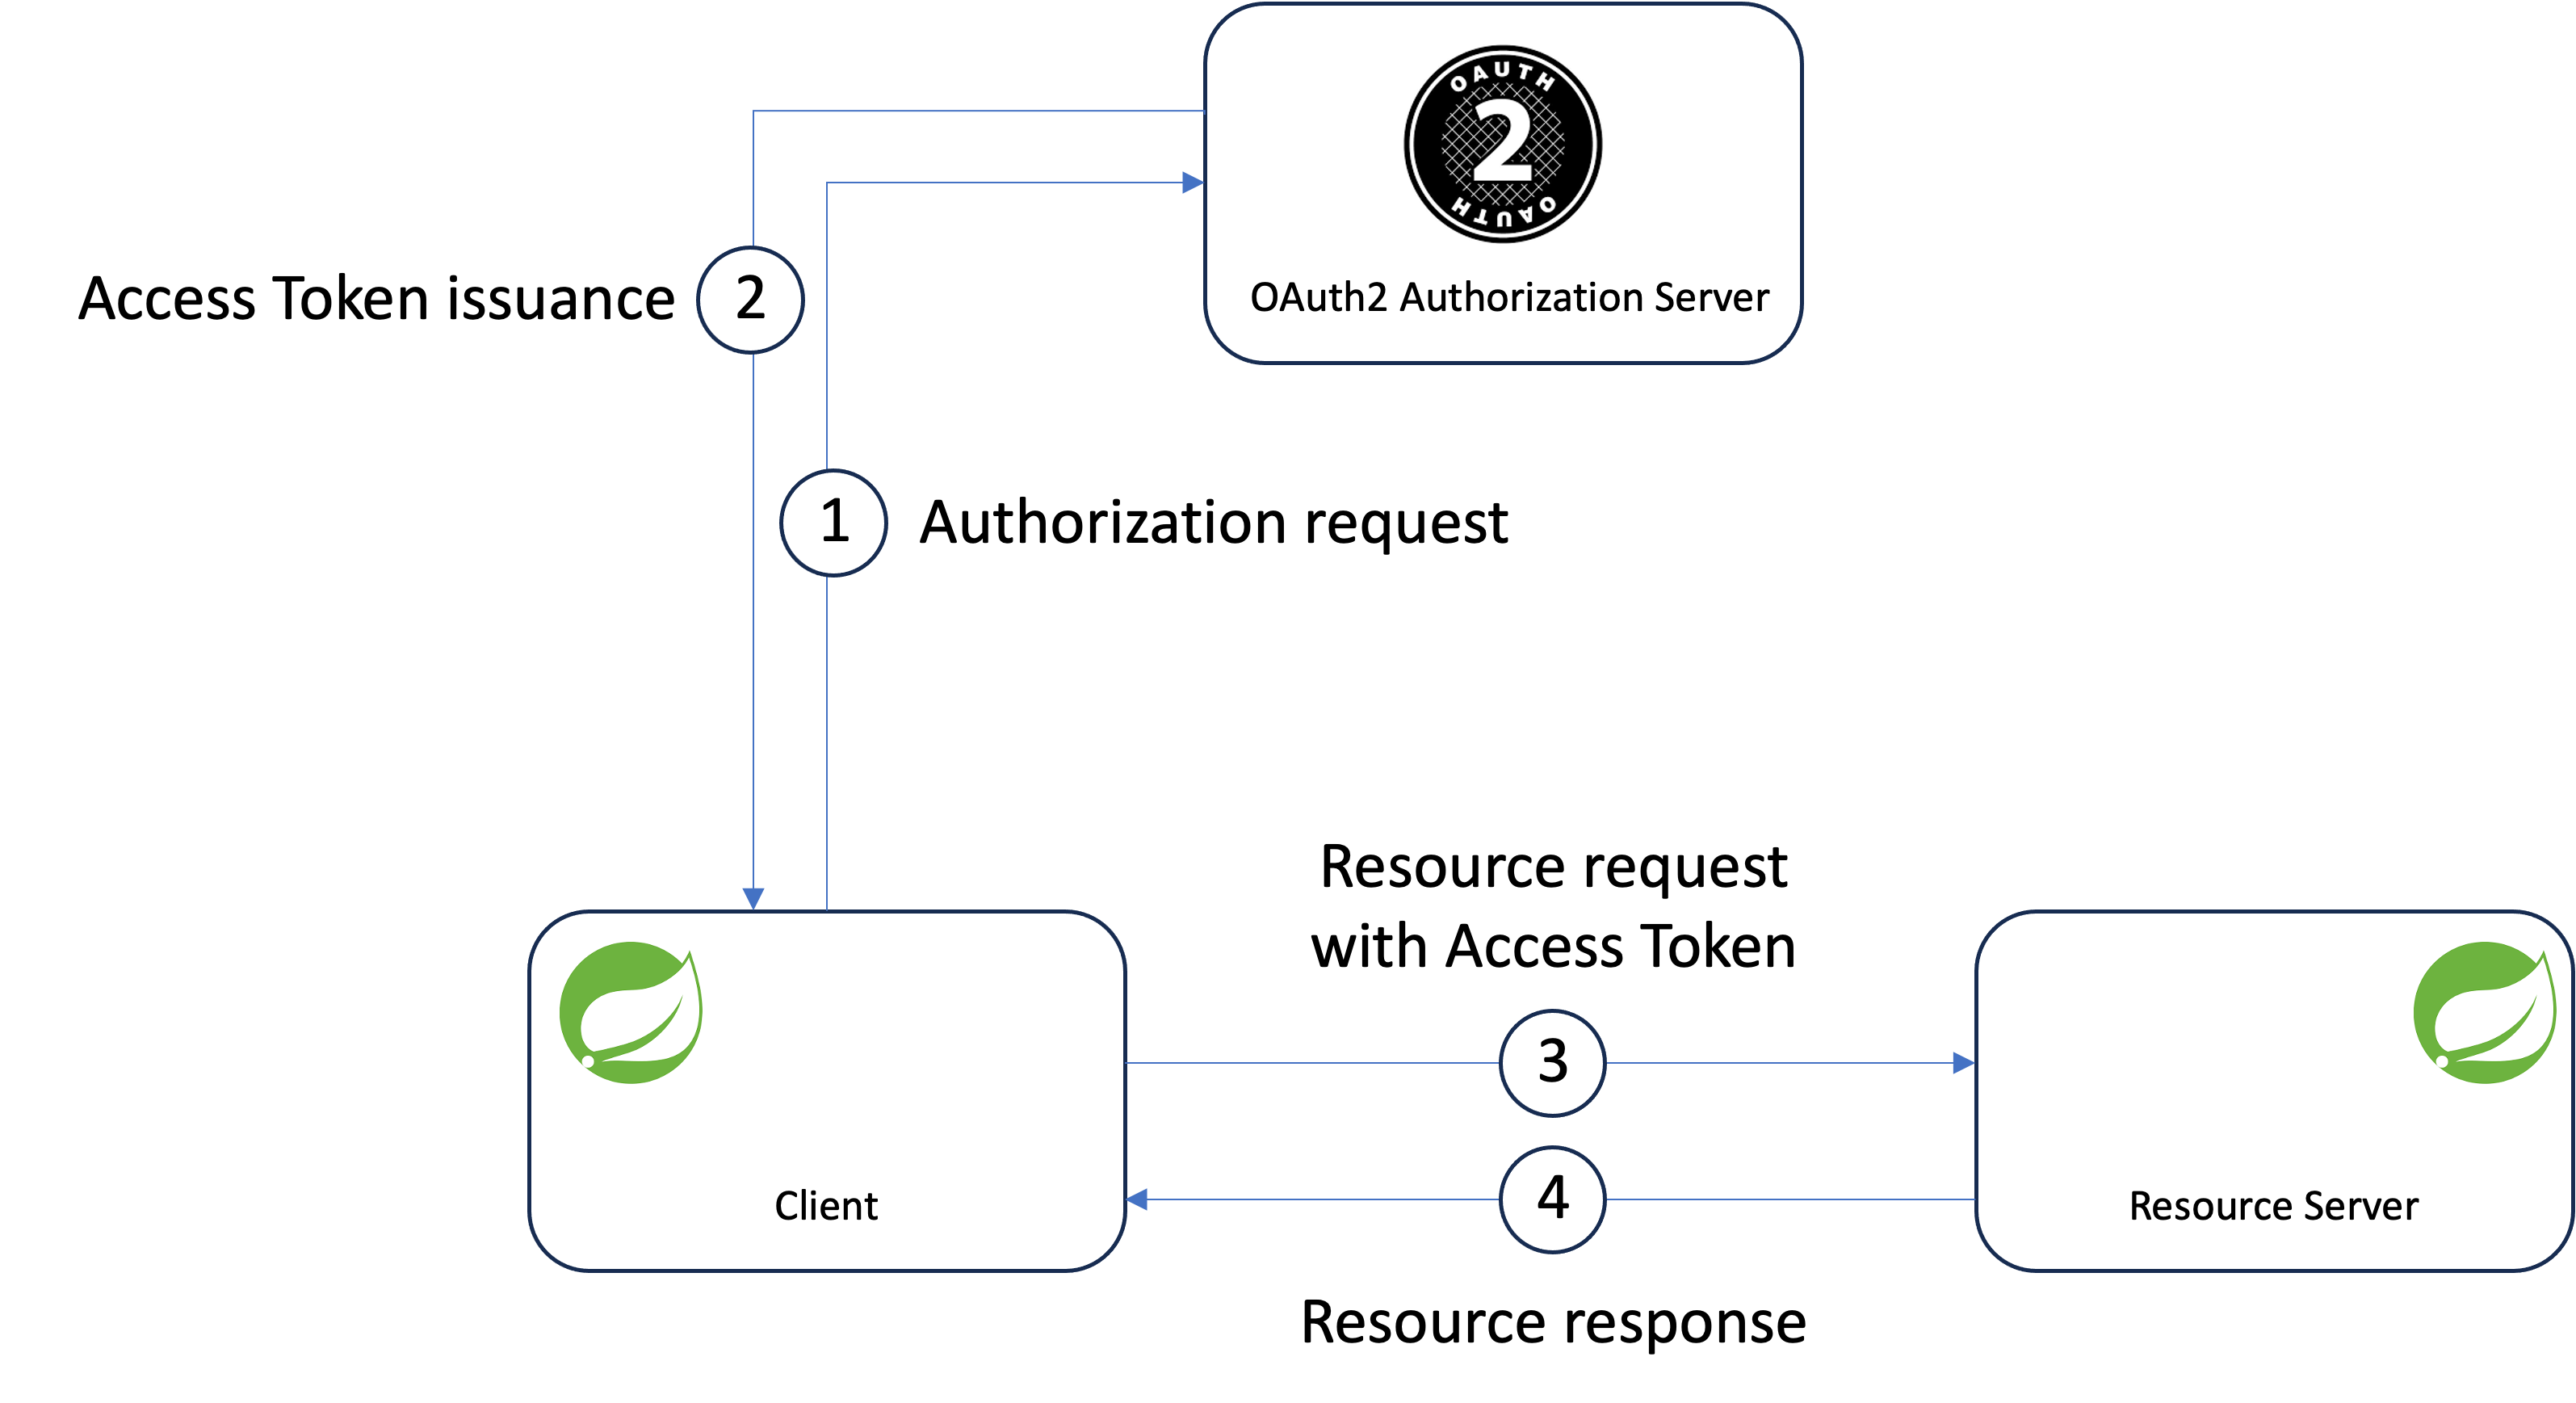 OAUTH
2
OAUTH
OAuth2 Authorization Server
Access Token issuance
2
1
Authorization request
Resource request
with Access Token
3
4
Client
Resource Server
Resource response